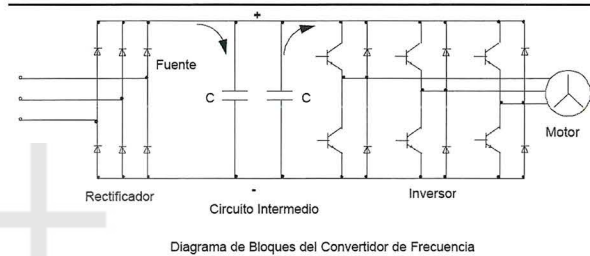 +
Fuente
C
C
Motor
-
Rectificador
Circuito Intermedio
Inversor
Diagrama de Bloques del Convertidor de Frecuencia